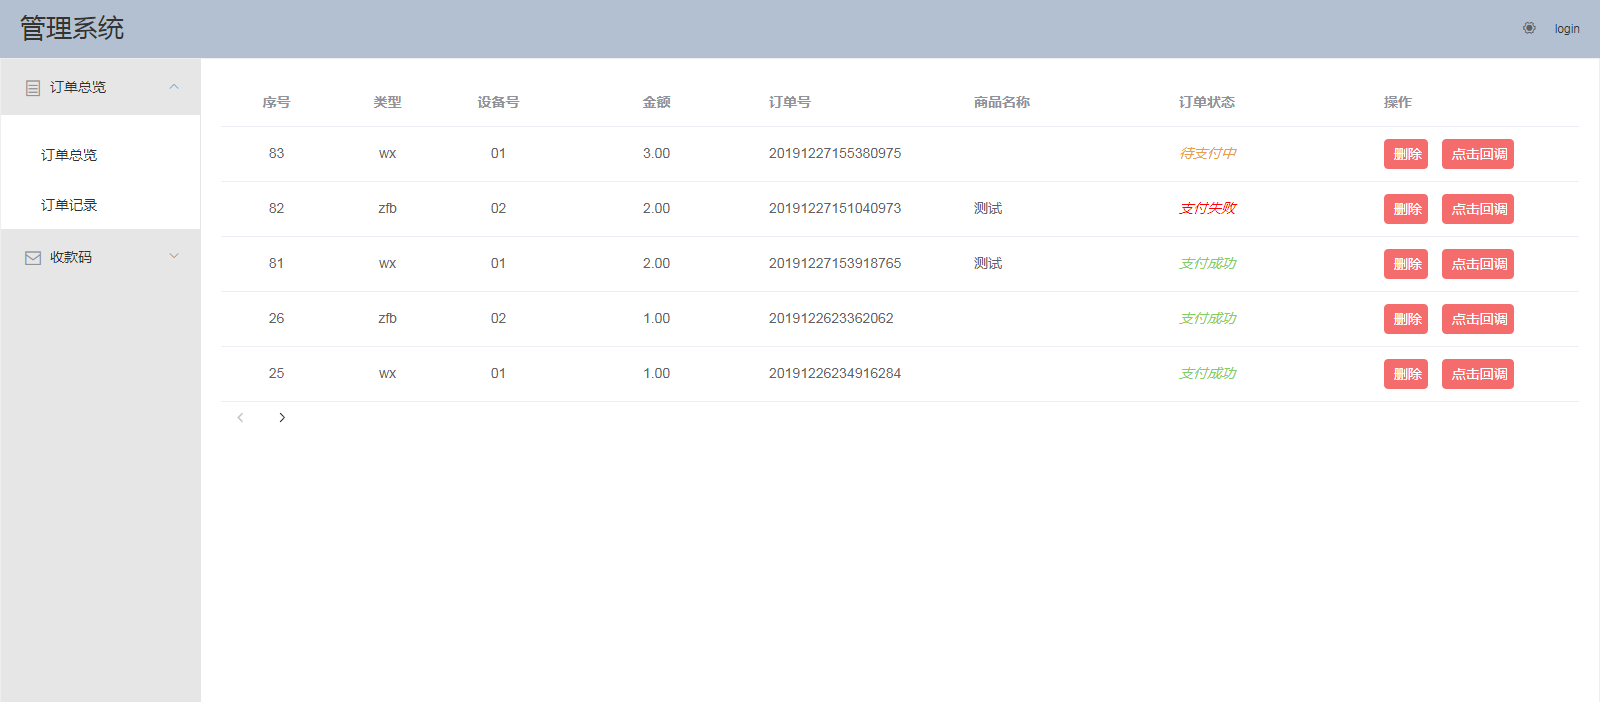 管理系统
login
订单总览
订单总览
订单记录
收款码
序号 类型 设备号 金额 订单号 商品名称 订单状态 操作
83 wx 01 3.00 20191227155380975 待支付中 删除 点击回调
82 zfb 02 2.00 20191227151040973 测试 支付失败 删除 点击回调
81 wx 01 2.00 20191227153918765 测试 支付成功 删除 点击回调
26 zfb 02 1.00 2019122623362062 支付成功 删除 点击回调
25 wx 01 1.00 20191226234916284 支付成功 删除 点击回调